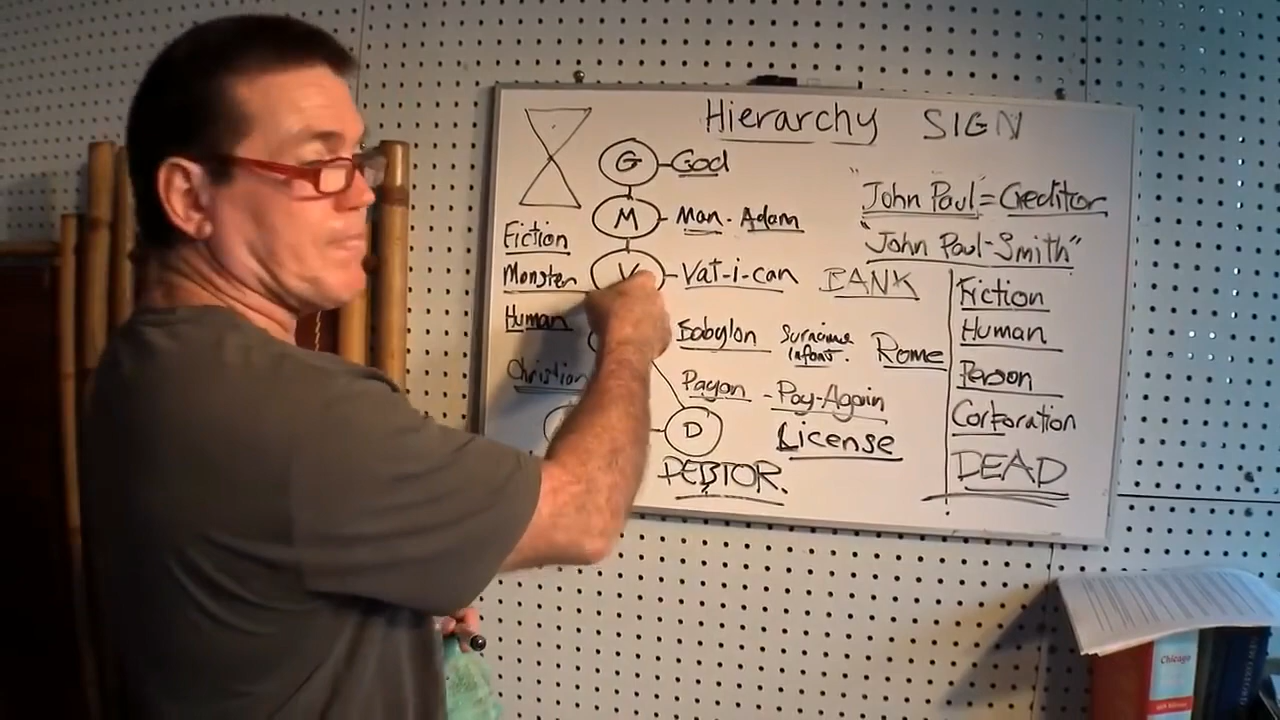 Hierarchy SIGN
G - God
M - Man - Adam
V - Vat-i-can BANK
Babylon Surname Infant. Rome
Pagan - Pay-Again
D License
DEBTOR.
Fiction
Monster
Human
Christian
"John Paul" = Creditor
"John Paul-Smith"
Fiction
Human
Person
Corporation
DEAD
Chicago